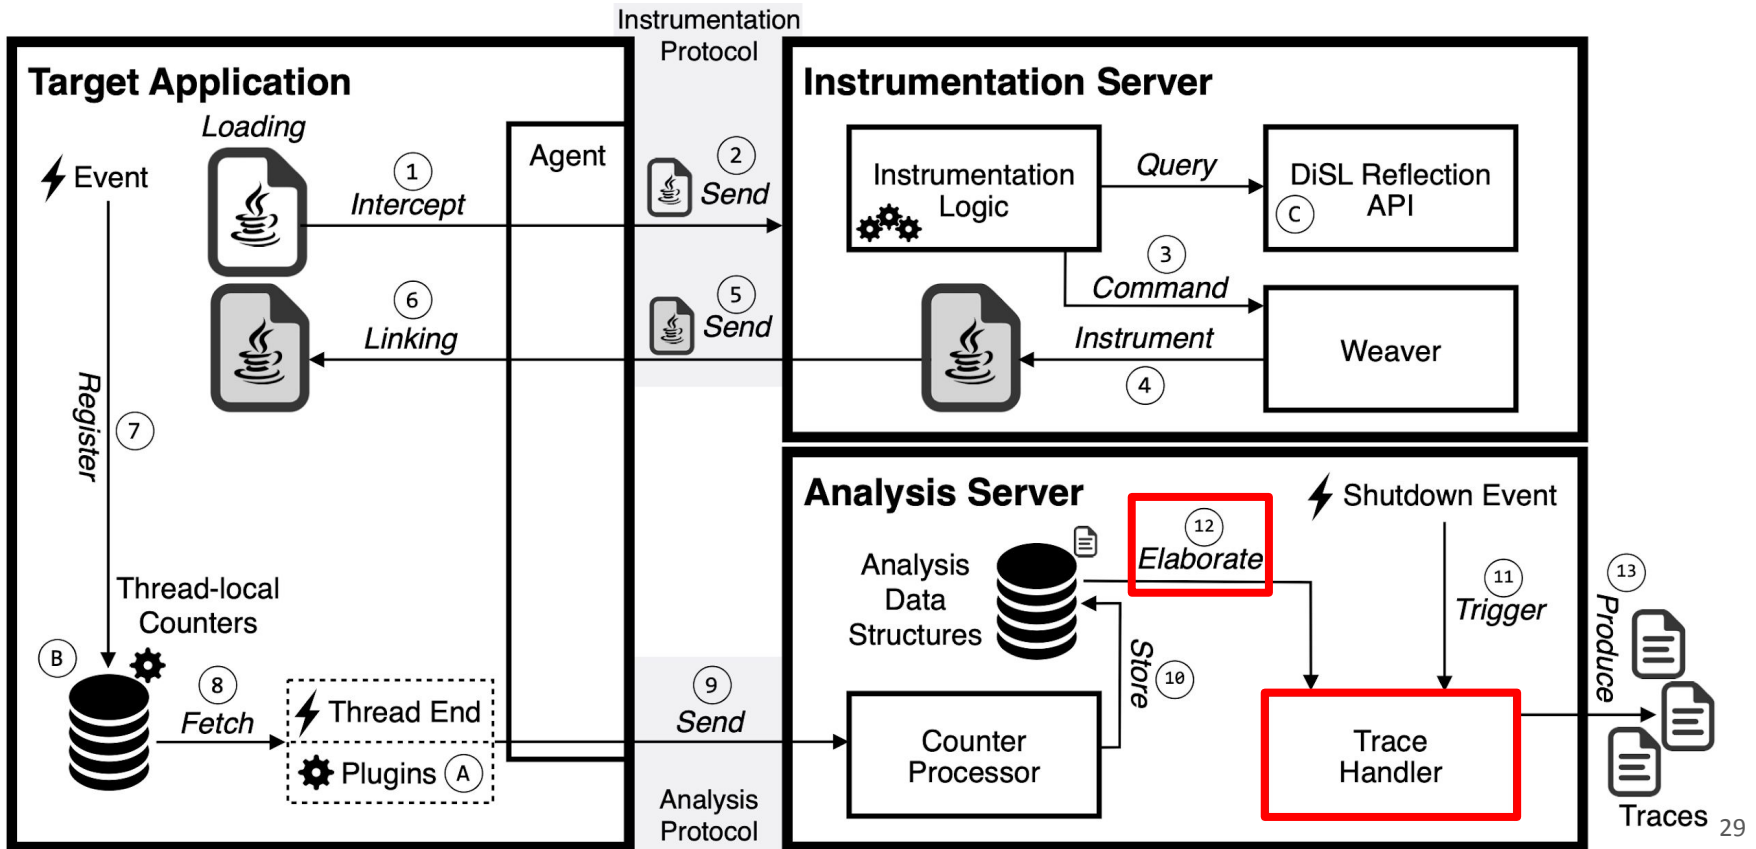 Instrumentation
Protocol
Target Application
Loading
Event
1
Intercept
Agent
2
Send
Instrumentation Server
Instrumentation
Logic
Query
DiSL Reflection
API
C
3
Command
6
Linking
5
Send
Instrument
4
Weaver
Register
7
Analysis Server
12
Elaborate
Shutdown Event
Analysis
Data
Structures
11
Trigger
13
Produce
Thread-local
Counters
B
8
Fetch
Thread End
Plugins A
9
Send
Store
10
Counter
Processor
Trace
Handler
Analysis
Protocol
Traces
29